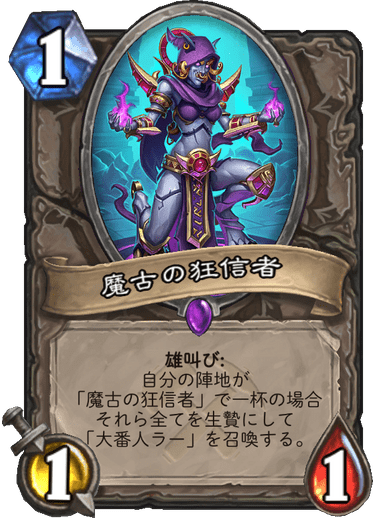 1
魔古の狂信者
雄叫び:
自分の陣地が
「魔古の狂信者」で一杯の場合
それら全てを生贄にして
「大番人ラー」を召喚する。
1
1